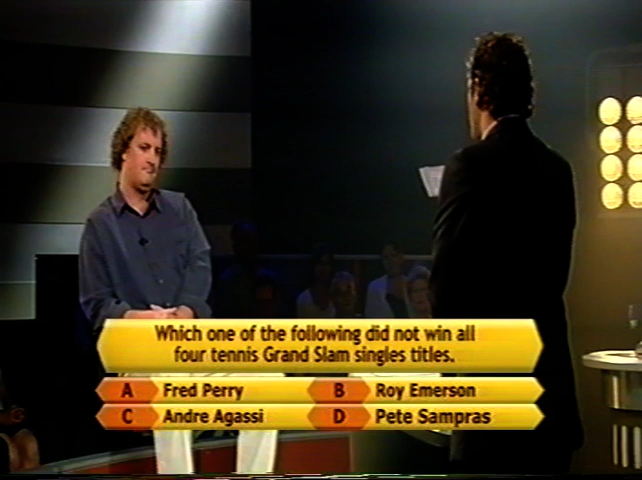 Which one of the following did not win all
four tennis Grand Slam singles titles.
A Fred Perry B Roy Emerson
C Andre Agassi D Pete Sampras